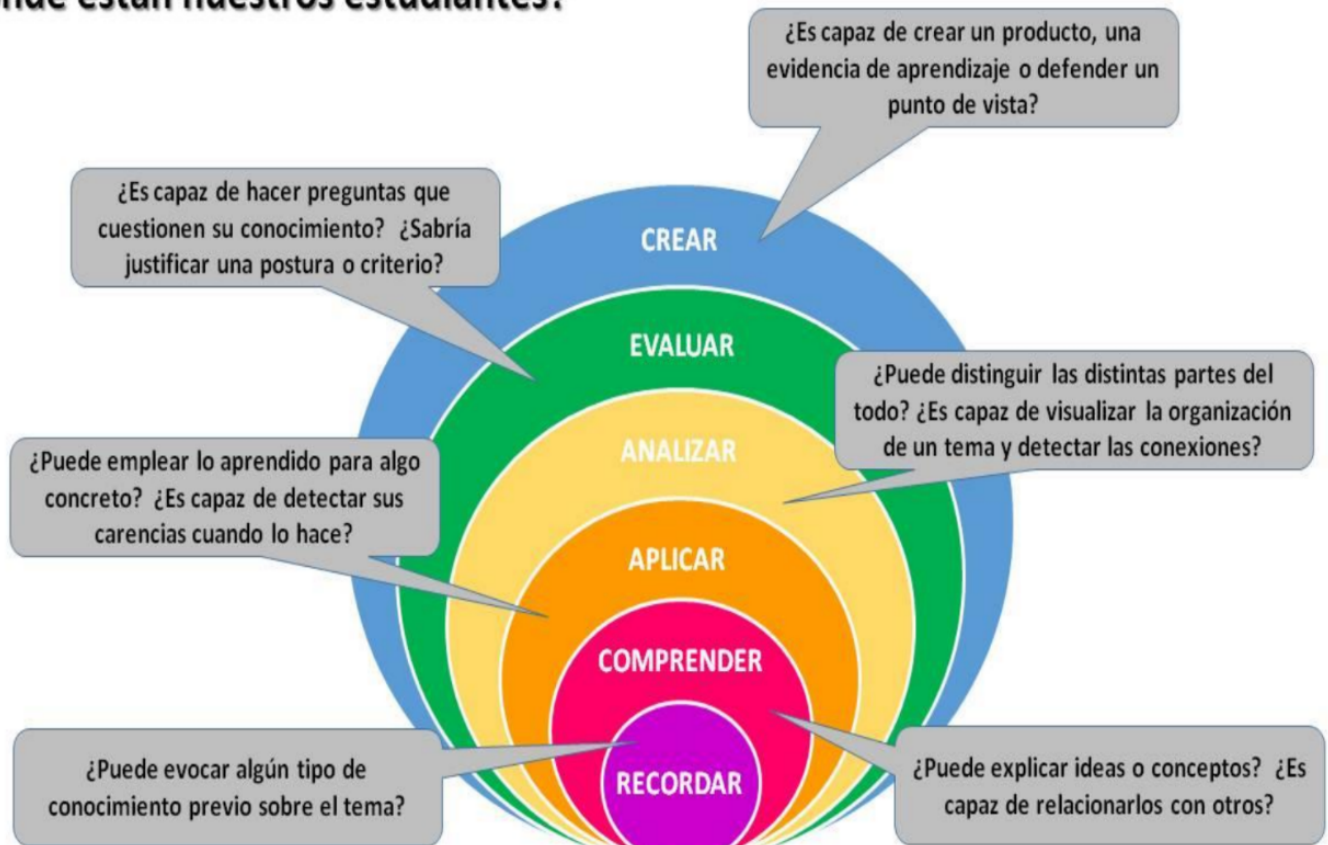 están nuestros estudiantes?
¿Es capaz de crear un producto, una
evidencia de aprendizaje o defender un
punto de vista?
¿Es capaz de hacer preguntas que
cuestionen su conocimiento? ¿Sabría
justificar una postura o criterio?
CREAR
EVALUAR
¿Puede distinguir las distintas partes del
todo? ¿Es capaz de visualizar la organización
de un tema y detectar las conexiones?
ANALIZAR
¿Puede emplear lo aprendido para algo
concreto? ¿Es capaz de detectar sus
carencias cuando lo hace?
APLICAR
COMPRENDER
¿Puede evocar algún tipo de
conocimiento previo sobre el tema?
RECORDAR
¿Puede explicar ideas o conceptos? ¿Es
capaz de relacionarlos con otros?